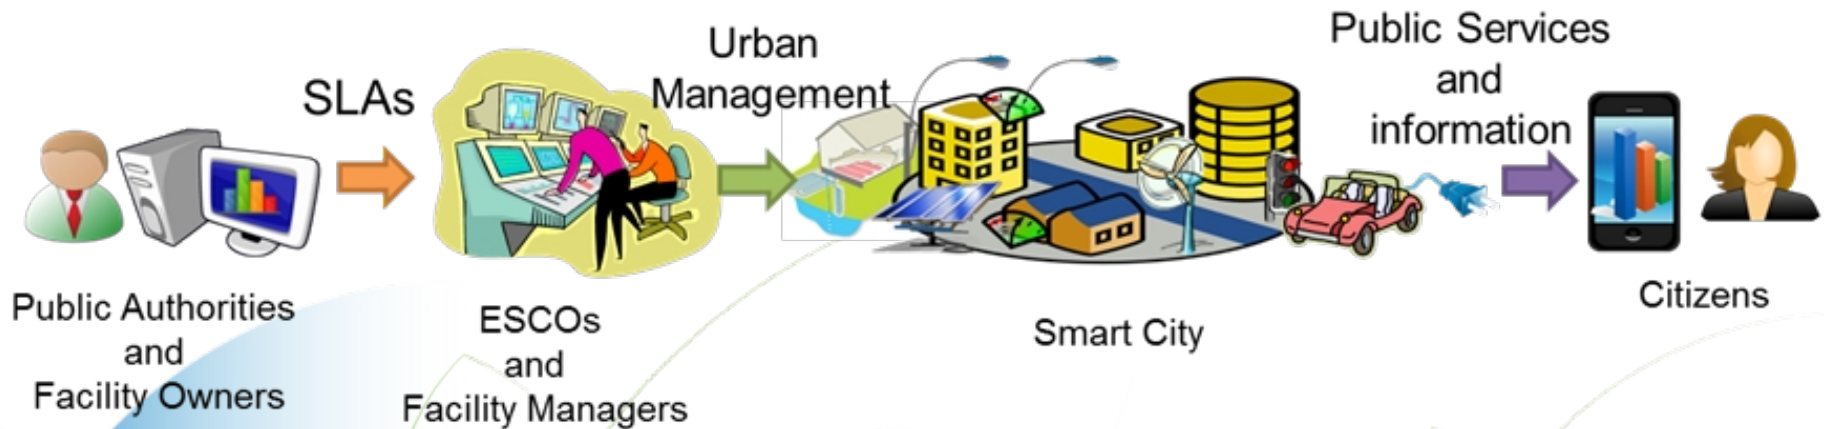 SLAs
Urban
Management
Public Services
and
information
Public Authorities
and
Facility Owners
ESCOs
and
Facility Managers
Smart City
Citizens